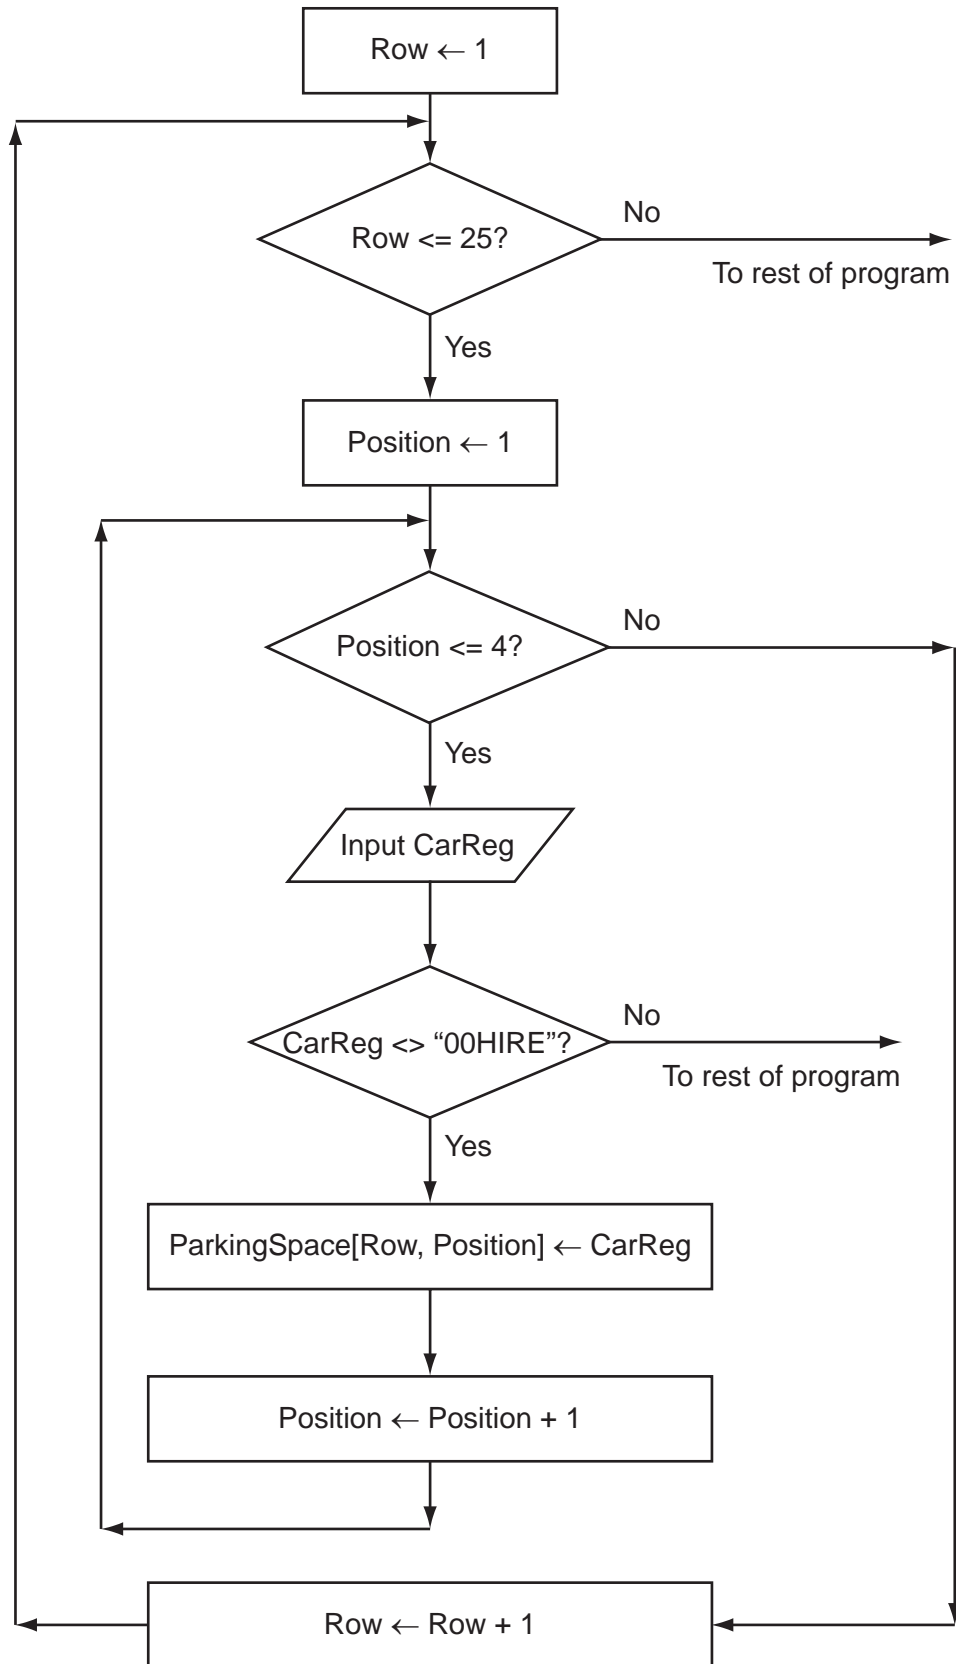 Row ← 1
Row <= 25?
No
To rest of program
Yes
Position ← 1
Position <= 4?
No
Yes
Input CarReg
CarReg <> “00HIRE”?
No
To rest of program
Yes
ParkingSpace[Row, Position] ← CarReg
Position ← Position + 1
Row ← Row + 1